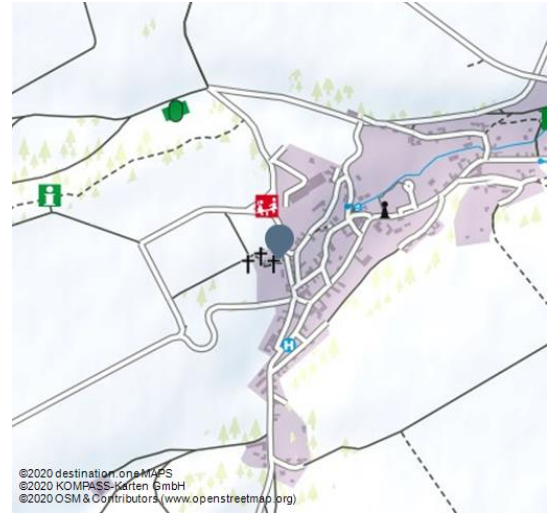 H
©2020 destination.one MAPS
©2020 KOMPASS-Karten GmbH
©2020 OSM & Contributors (www.openstreetmap.org)